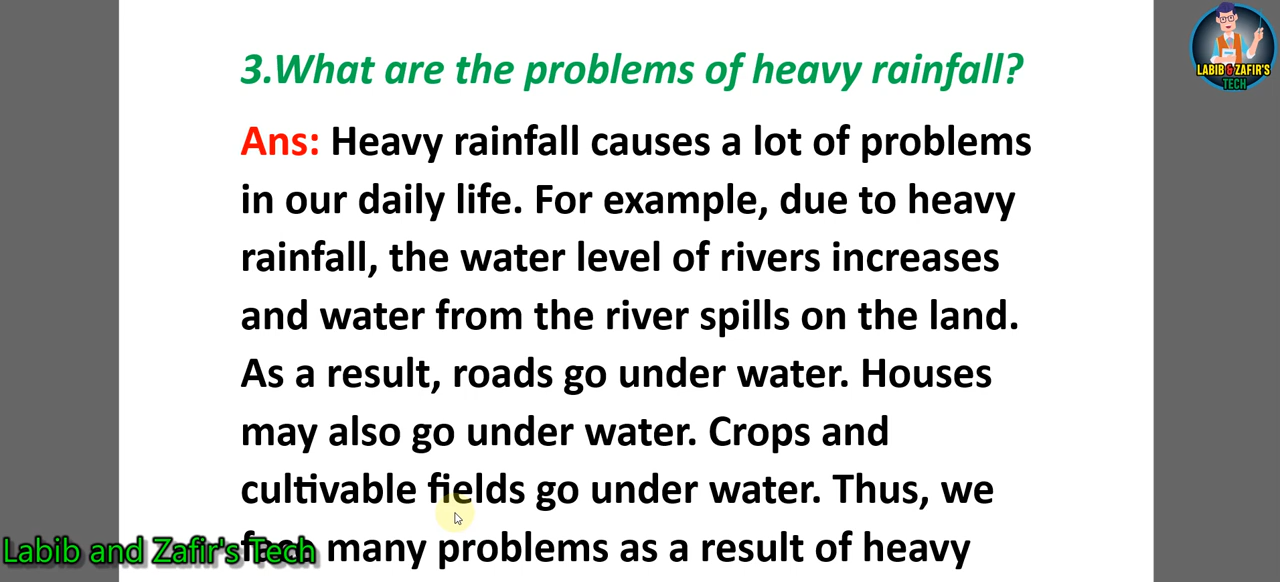 3.What are the problems of heavy rainfall?
Ans: Heavy rainfall causes a lot of problems
in our daily life. For example, due to heavy
rainfall, the water level of rivers increases
and water from the river spills on the land.
As a result, roads go under water. Houses
may also go under water. Crops and
cultivable fields go under water. Thus, we
face many problems as a result of heavy
Labib and Zafir's Tech
LABIB & ZAFIR'S
TECH